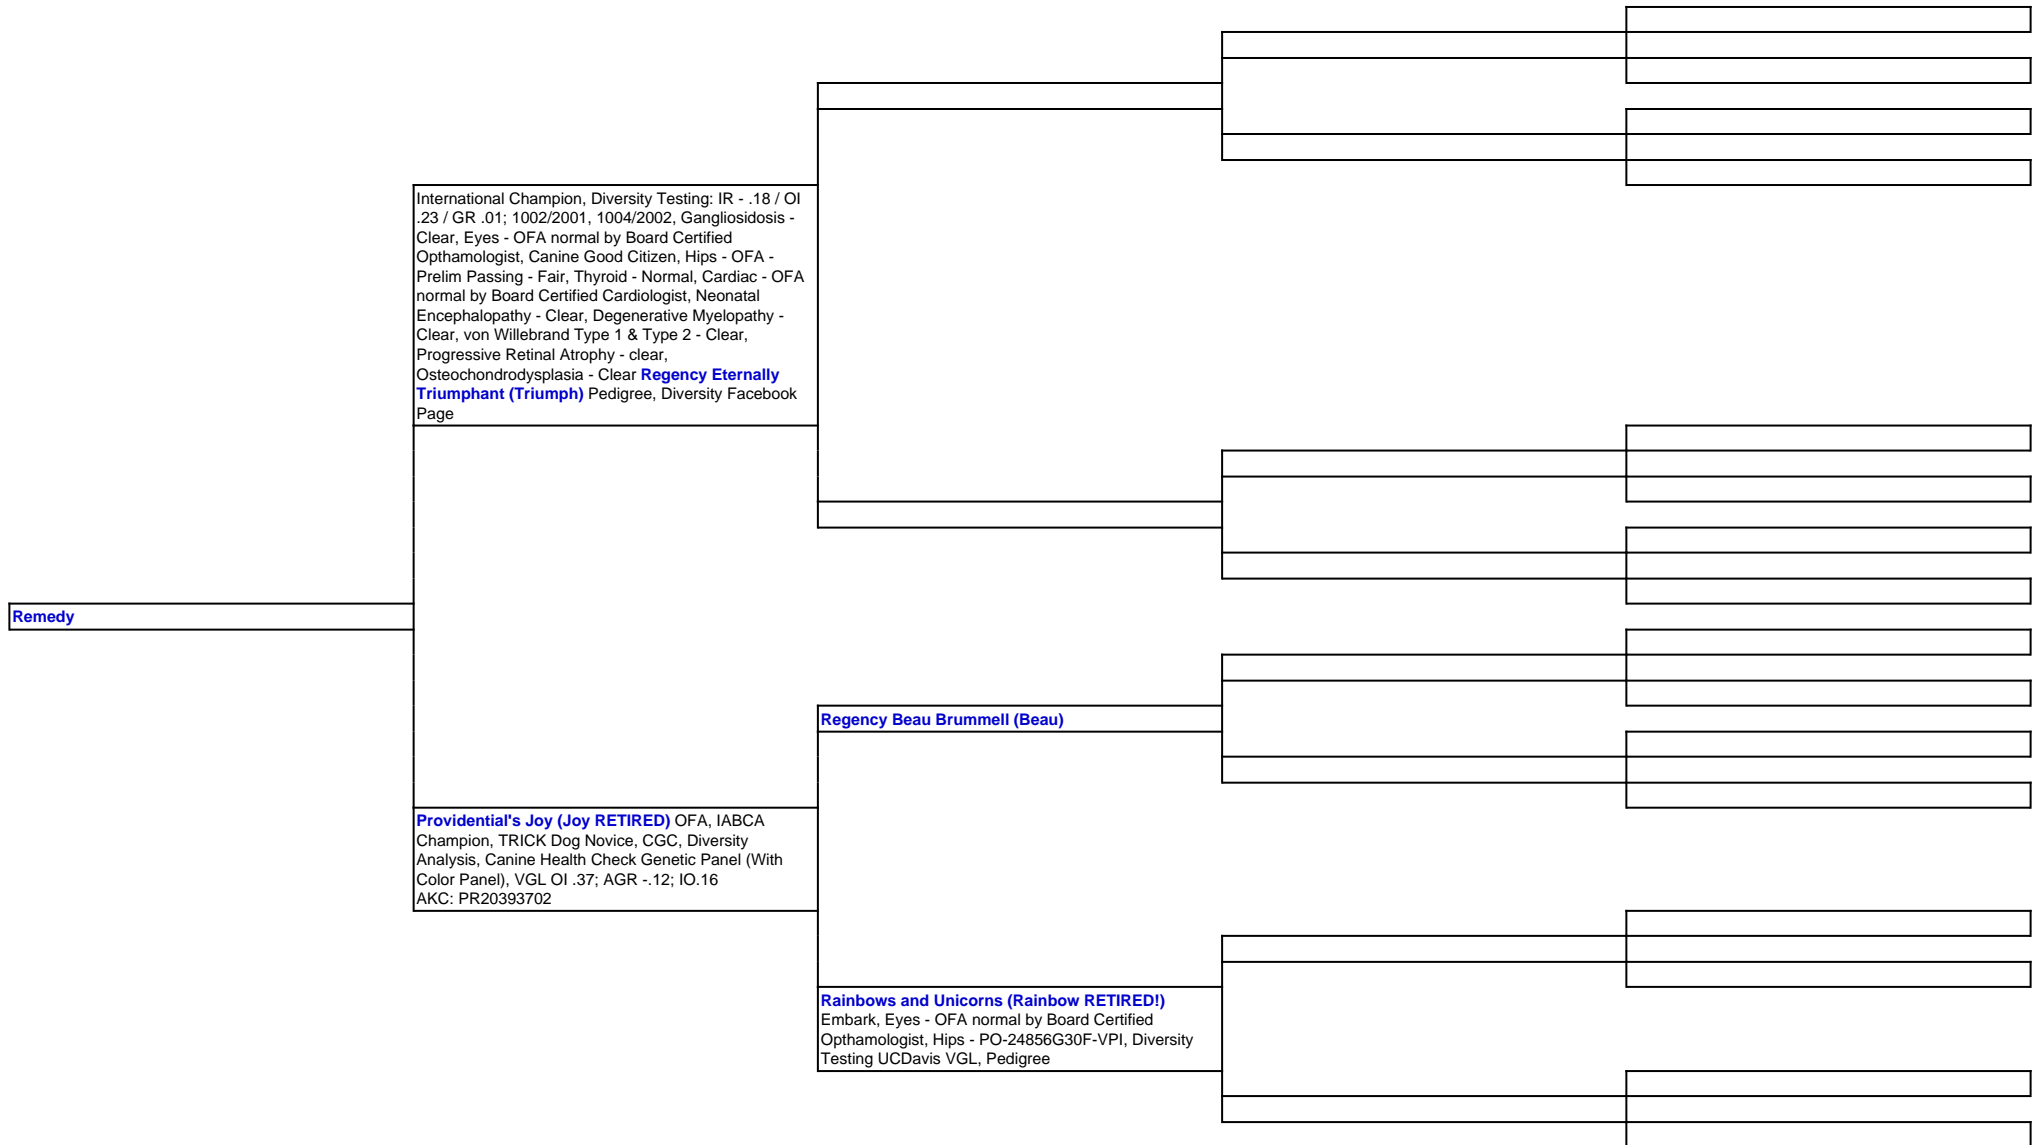 International Champion, Diversity Testing: IR - .18 / OI
.23 / GR .01; 1002/2001, 1004/2002, Gangliosidosis -
Clear, Eyes - OFA normal by Board Certified
Opthamologist, Canine Good Citizen, Hips - OFA -
Prelim Passing - Fair, Thyroid - Normal, Cardiac - OFA
normal by Board Certified Cardiologist, Neonatal
Encephalopathy - Clear, Degenerative Myelopathy -
Clear, von Willebrand Type 1 & Type 2 - Clear,
Progressive Retinal Atrophy - clear,
Osteochondrodysplasia - Clear Regency Eternally
Triumphant (Triumph) Pedigree, Diversity Facebook
Page
Remedy
Regency Beau Brummell (Beau)
Providential's Joy (Joy RETIRED) OFA, IABCA
Champion, TRICK Dog Novice, CGC, Diversity
Analysis, Canine Health Check Genetic Panel (With
Color Panel), VGL OI .37; AGR -.12; IO.16
AKC: PR20393702
Rainbows and Unicorns (Rainbow RETIRED!)
Embark, Eyes - OFA normal by Board Certified
Opthamologist, Hips - PO-24856G30F-VPI, Diversity
Testing UCDavis VGL, Pedigree